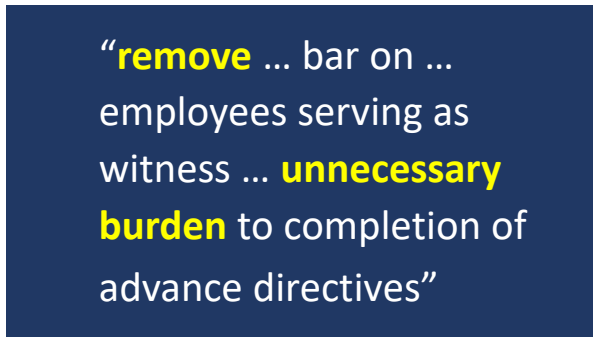 “remove … bar on …
employees serving as
witness … unnecessary
burden to completion of
advance directives”